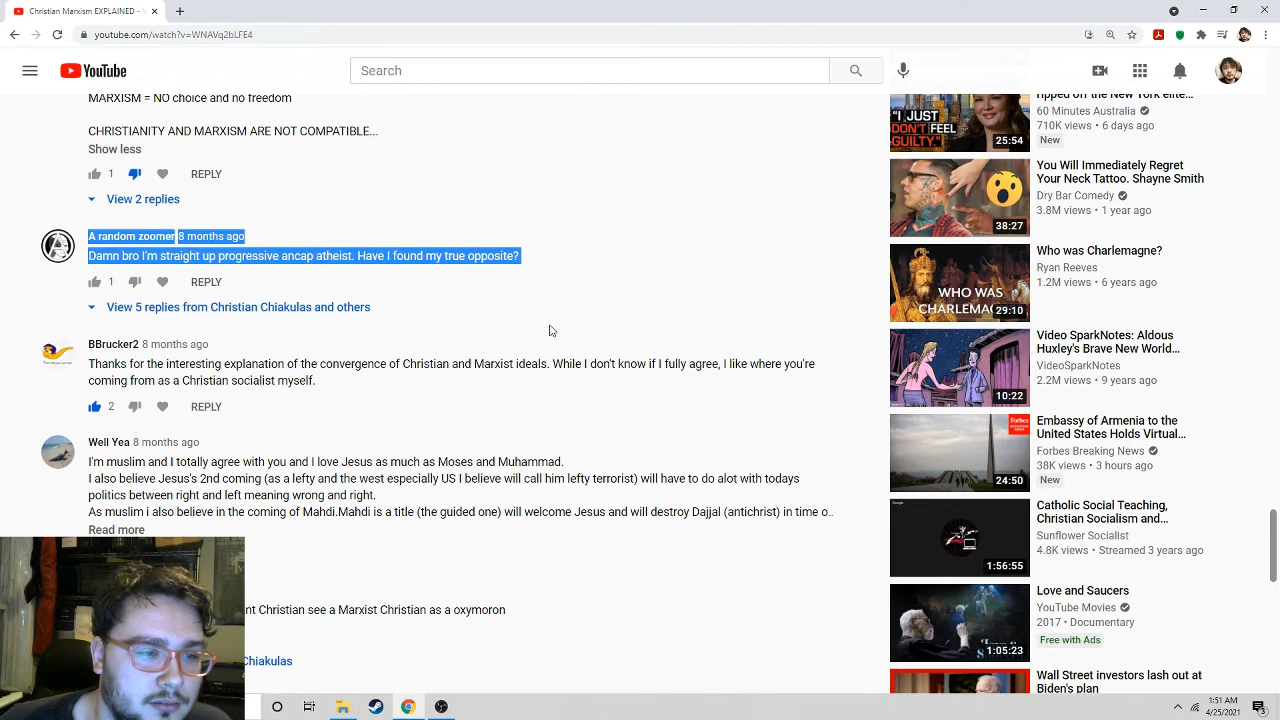 EXPLAINED - YouTube
youtube.com/watch?v=WNAVq2bLFE4
YouTube
Search
MARXISM = NO choice and no freedom
CHRISTIANITY AND MARXISM ARE NOT COMPATIBLE...
Show less
1
REPLY
View 2 replies
A random zoomer 8 months ago
Damn bro I'm straight up progressive ancap atheist. Have I found my true opposite?
1
REPLY
View 5 replies from Christian Chiakulas and others
BBrucker2 8 months ago
Thanks for the interesting explanation of the convergence of Christian and Marxist ideals. While I don't know if I fully agree, I like where you're
coming from as a Christian socialist myself.
2
REPLY
Well Yea 8 months ago
I'm muslim and I totally agree with you and I love Jesus as much as Moses and Muhammad.
I also believe Jesus's 2nd coming (as a lefty and the west especially US I believe will call him lefty terrorist) will have to do alot with todays
politics between right and left meaning wrong and right.
As muslim i also believe in the coming of Mahdi.Mahdi is a title (the guided one) will welcome Jesus and will destroy Dajjal (antichrist) in time o..
Read more
nt Christian see a Marxist Christian as a oxymoron
Chiakulas
"I JUST
DON'T FEEL
GUILTY."
25:54
ripped off the New York elite...
60 Minutes Australia
710K views • 6 days ago
New
38:27
You Will Immediately Regret
Your Neck Tattoo. Shayne Smith
Dry Bar Comedy
3.8M views • 1 year ago
WHO WAS
CHARLEMA
29:10
Who was Charlemagne?
Ryan Reeves
1.2M views • 6 years ago
10:22
Video SparkNotes: Aldous
Huxley's Brave New World...
VideoSparkNotes
2.2M views • 9 years ago
Forbes
BREAKING
NEWS
24:50
Embassy of Armenia to the
United States Holds Virtual...
Forbes Breaking News
38K views • 3 hours ago
New
1:56:55
Catholic Social Teaching,
Christian Socialism and...
Sunflower Socialist
4.8K views • Streamed 3 years ago
1:05:23
Love and Saucers
YouTube Movies
2017 • Documentary
Free with Ads
Wall Street investors lash out at
Biden's plan
1:51 AM
4/25/2021